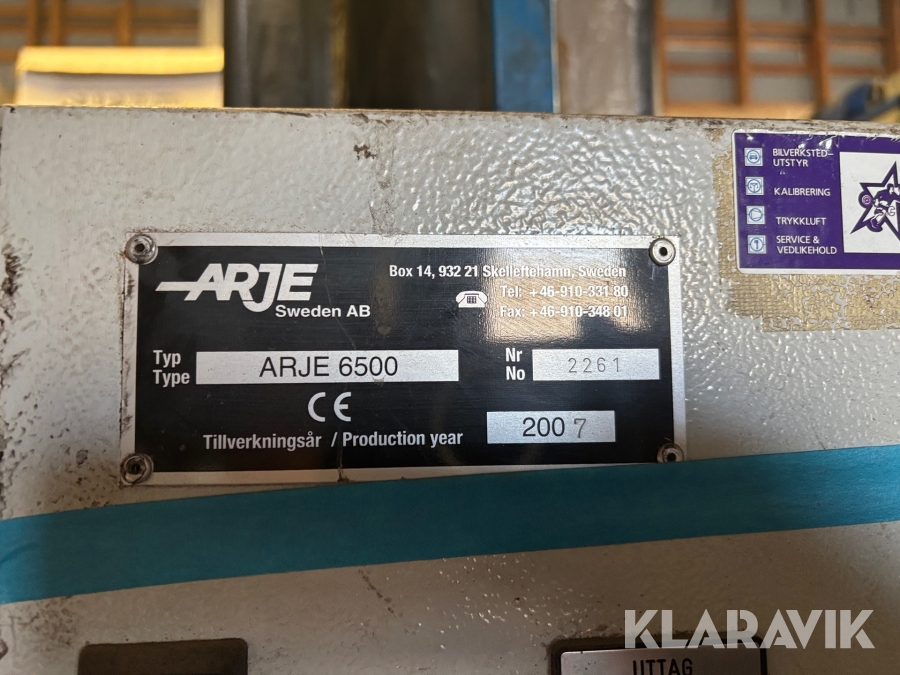 BILVERKSTED-
UTSTYR
KALIBRERING
TRYKKLUFT
SERVICE &
VEDLIKEHOLD
ARJE
Sweden AB
Box 14, 932 21 Skelleftehamn, Sweden
Tel: +46-910-331 80
Fax: +46-910-348 01
Typ
Type
ARJE 6500
Nr
No
2261
CE
Tillverkningsår / Production year
2007
UTTAG
KLARAVIK